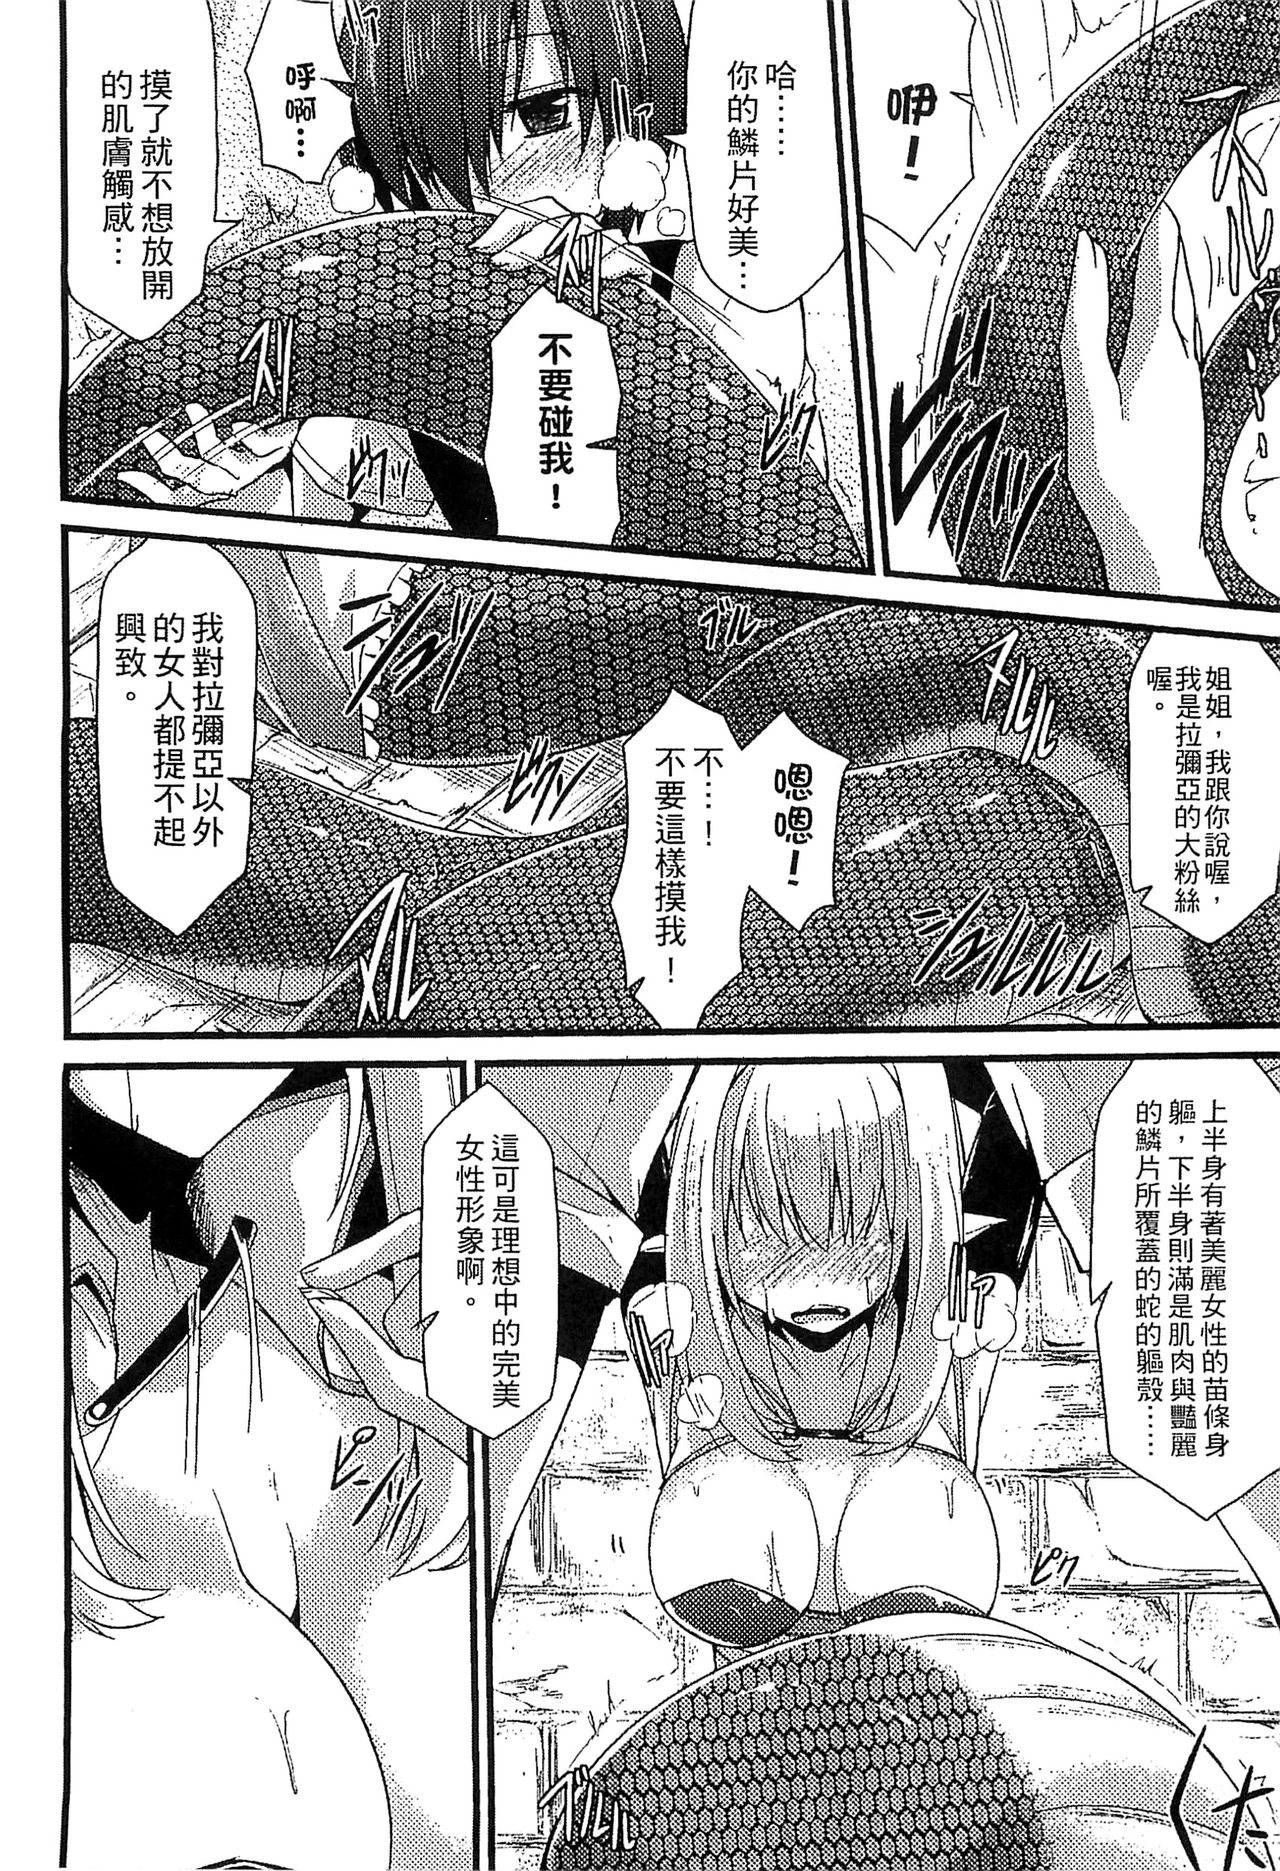 咿！
哈……
你的鱗片好美…
呼啊…
摸了就不想放開
的肌膚觸感…
不要碰我！
姐姐，我跟你說喔，
我是拉彌亞的大粉絲
喔。
嗯嗯！
不…！
不要這樣摸我！
我對拉彌亞以外
的女人都提不起
興致。
上半身有著美麗女性的苗條身
軀，下半身則滿是肌肉與豔麗
的鱗片所覆蓋的蛇的軀殼……
ピク
這可是理想中的完美
女性形象啊。